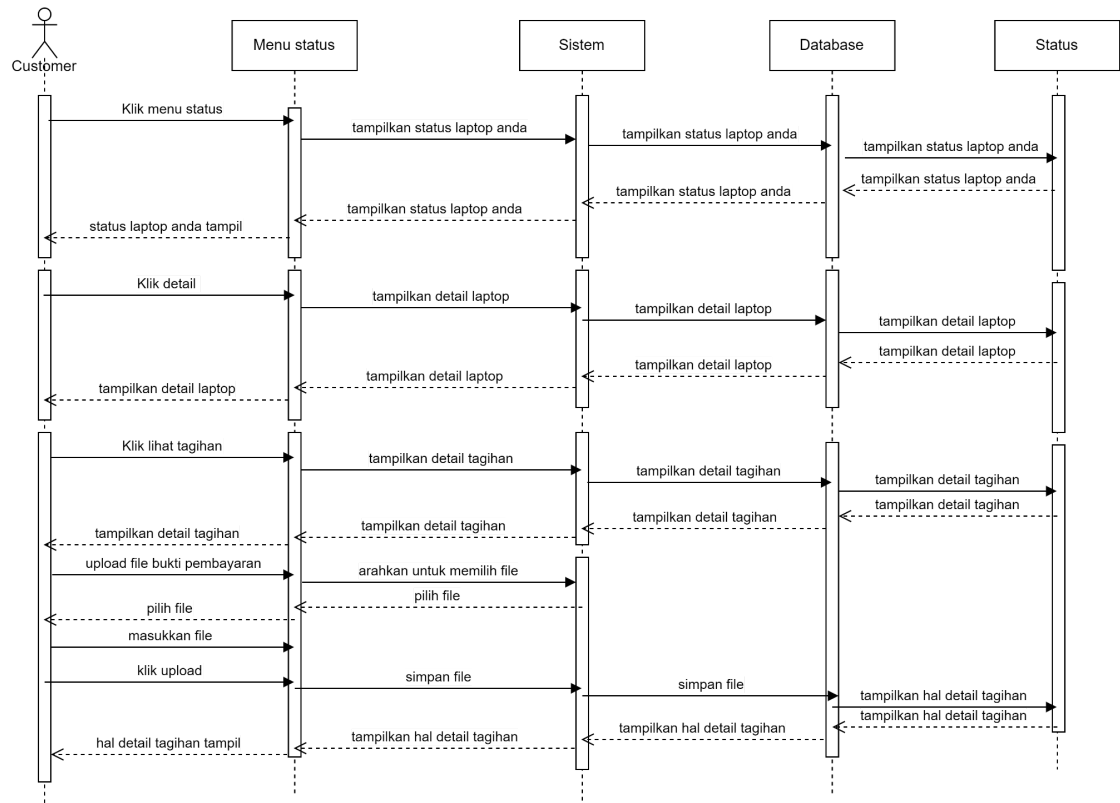 Customer
Menu status
Sistem
Database
Status
Klik menu status
tampilkan status laptop anda
tampilkan status laptop anda
tampilkan status laptop anda
tampilkan status laptop anda
tampilkan status laptop anda
tampilkan status laptop anda
status laptop anda tampil
Klik detail
tampilkan detail laptop
tampilkan detail laptop
tampilkan detail laptop
tampilkan detail laptop
tampilkan detail laptop
tampilkan detail laptop
tampilkan detail laptop
Klik lihat tagihan
tampilkan detail tagihan
tampilkan detail tagihan
tampilkan detail tagihan
tampilkan detail tagihan
tampilkan detail tagihan
tampilkan detail tagihan
tampilkan detail tagihan
upload file bukti pembayaran
arahkan untuk memilih file
pilih file
pilih file
masukkan file
klik upload
simpan file
simpan file
tampilkan hal detail tagihan
tampilkan hal detail tagihan
tampilkan hal detail tagihan
tampilkan hal detail tagihan
hal detail tagihan tampil